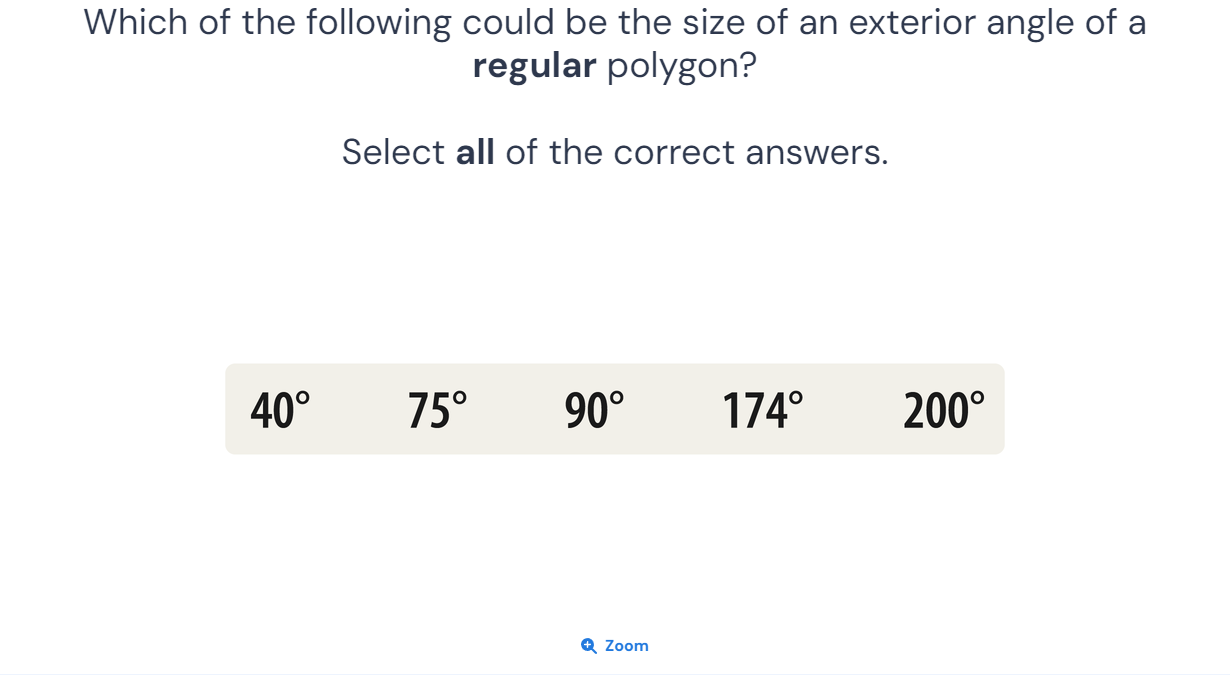 Which of the following could be the size of an exterior angle of a
regular polygon?
Select all of the correct answers.
40° 75° 90° 174° 200°
Zoom